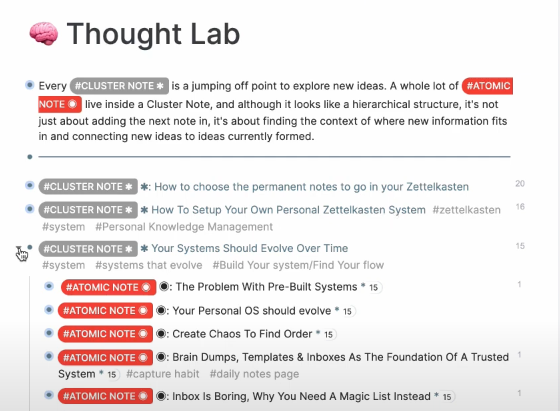 🧠 Thought Lab
Every #CLUSTER NOTE ✱ is a jumping off point to explore new ideas. A whole lot of #ATOMIC
NOTE ◉ live inside a Cluster Note, and although it looks like a hierarchical structure, it's not
just about adding the next note in, it's about finding the context of where new information fits
in and connecting new ideas to ideas currently formed.
#CLUSTER NOTE ✱ ✱: How to choose the permanent notes to go in your Zettelkasten 20
#CLUSTER NOTE ✱ ✱ How To Setup Your Own Personal Zettelkasten System #zettelkasten 16
#system #Personal Knowledge Management
#CLUSTER NOTE ✱ ✱ Your Systems Should Evolve Over Time 15
#system #systems that evolve #Build Your system/Find Your flow
#ATOMIC NOTE ◉ ◉: The Problem With Pre-Built Systems * 15 1
#ATOMIC NOTE ◉ ◉: Your Personal OS should evolve * 15
#ATOMIC NOTE ◉ ◉: Create Chaos To Find Order * 15
#ATOMIC NOTE ◉ ◉: Brain Dumps, Templates & Inboxes As The Foundation Of A Trusted 1
System * 15 #capture habit #daily notes page
#ATOMIC NOTE ◉ ◉: Inbox Is Boring, Why You Need A Magic List Instead * 15 1